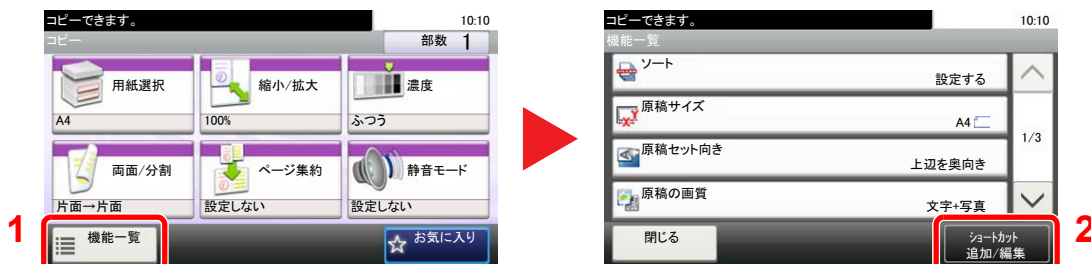 コピーできます。
10:10
コピー
部数 1
用紙選択
縮小/拡大
濃度
A4
100%
ふつう
両面/分割
ページ集約
静音モード
片面→片面
設定しない
設定しない
1
機能一覧
お気に入り
コピーできます。
10:10
機能一覧
ソート
設定する
原稿サイズ
A4
1/3
原稿セット向き
上辺を奥向き
原稿の画質
文字+写真
閉じる
ショートカット
追加/編集
2